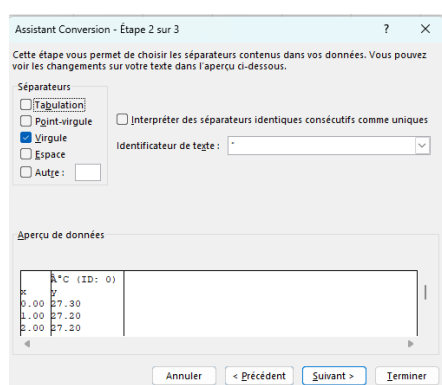 Assistant Conversion - Étape 2 sur 3 ? ×
Cette étape vous permet de choisir les séparateurs contenus dans vos données. Vous pouvez
voir les changements sur votre texte dans l'aperçu ci-dessous.
Séparateurs
Tabulation
Point-virgule
Interpréter des séparateurs identiques consécutifs comme uniques
Virgule
Identificateur de texte :
Espace
Autre :
Aperçu de données
Â°C (ID: 0)
x y
0.00 27.30
1.00 27.20
2.00 27.20
Annuler < Précédent Suivant > Terminer